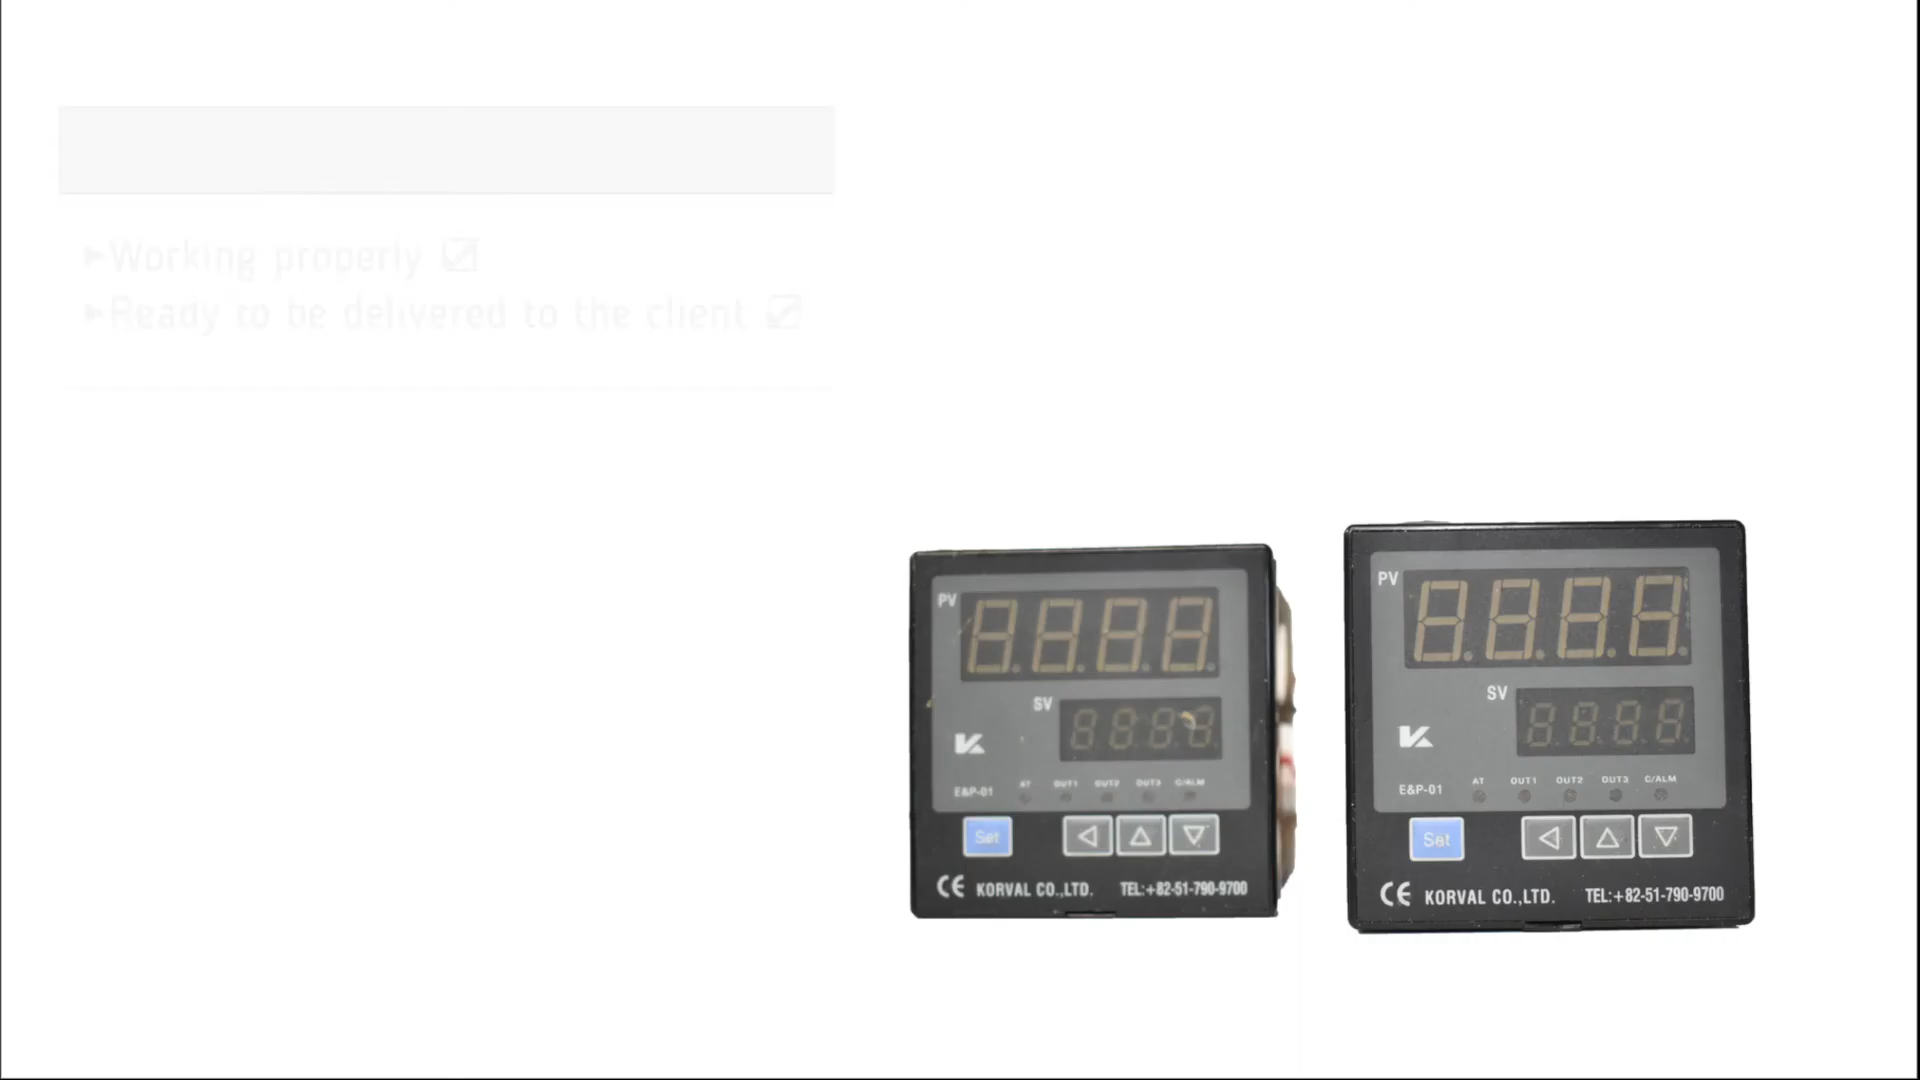 ►Working properly ☑
►Ready to be delivered to the client ☑
PV
SV
E&P-01
AT OUT1 OUT2 OUT3 C/ALM
Set
CE KORVAL CO.,LTD. TEL:+82-51-790-9700
PV
SV
E&P-01
AT OUT1 OUT2 OUT3 C/ALM
Set
CE KORVAL CO.,LTD. TEL:+82-51-790-9700